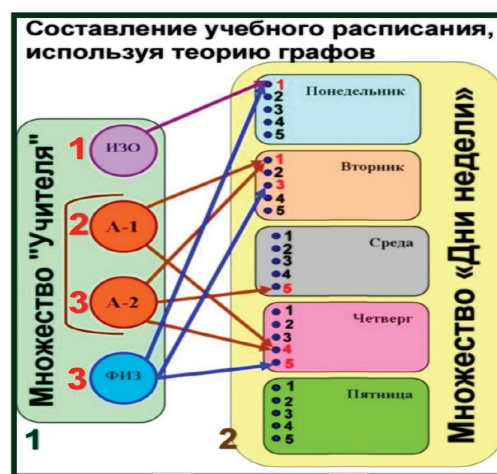 Составление учебного расписания,
используя теорию графов
Множество "Учителя"
1
ИЗО
2
А-1
3
А-2
3
ФИЗ
1
Множество «Дни недели»
Понедельник
1
2
3
4
5
Вторник
1
2
3
4
5
Среда
1
2
3
4
5
Четверг
1
2
3
4
5
Пятница
1
2
3
4
5
2